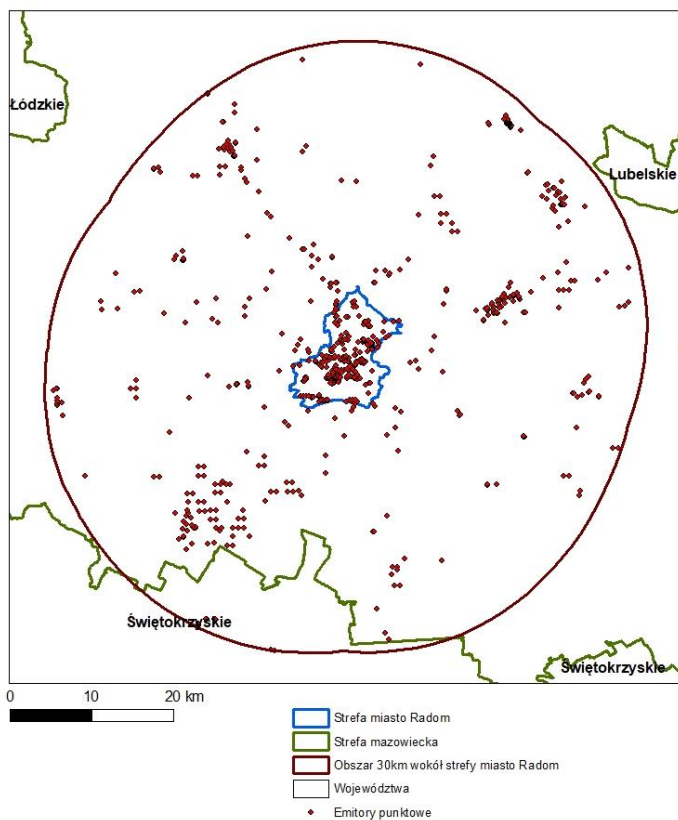 Łódzkie
Lubelskie
Świętokrzyskie
Świętokrzyskie
0 10 20 km
Strefa miasto Radom
Strefa mazowiecka
Obszar 30km wokół strefy miasto Radom
Województwa
Emitory punktowe